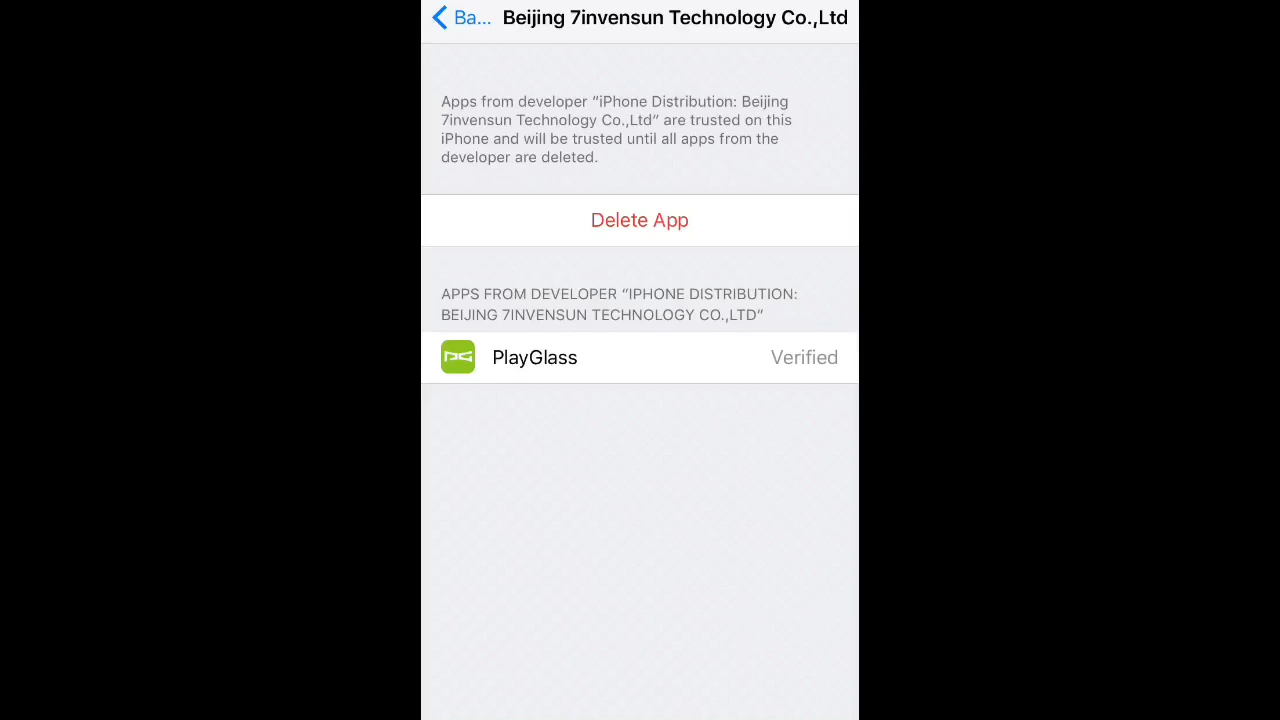 Ba... Beijing 7invensun Technology Co.,Ltd
Apps from developer “iPhone Distribution: Beijing
7invensun Technology Co.,Ltd” are trusted on this
iPhone and will be trusted until all apps from the
developer are deleted.
Delete App
APPS FROM DEVELOPER “IPHONE DISTRIBUTION:
BEIJING 7INVENSUN TECHNOLOGY CO.,LTD”
PlayGlass Verified